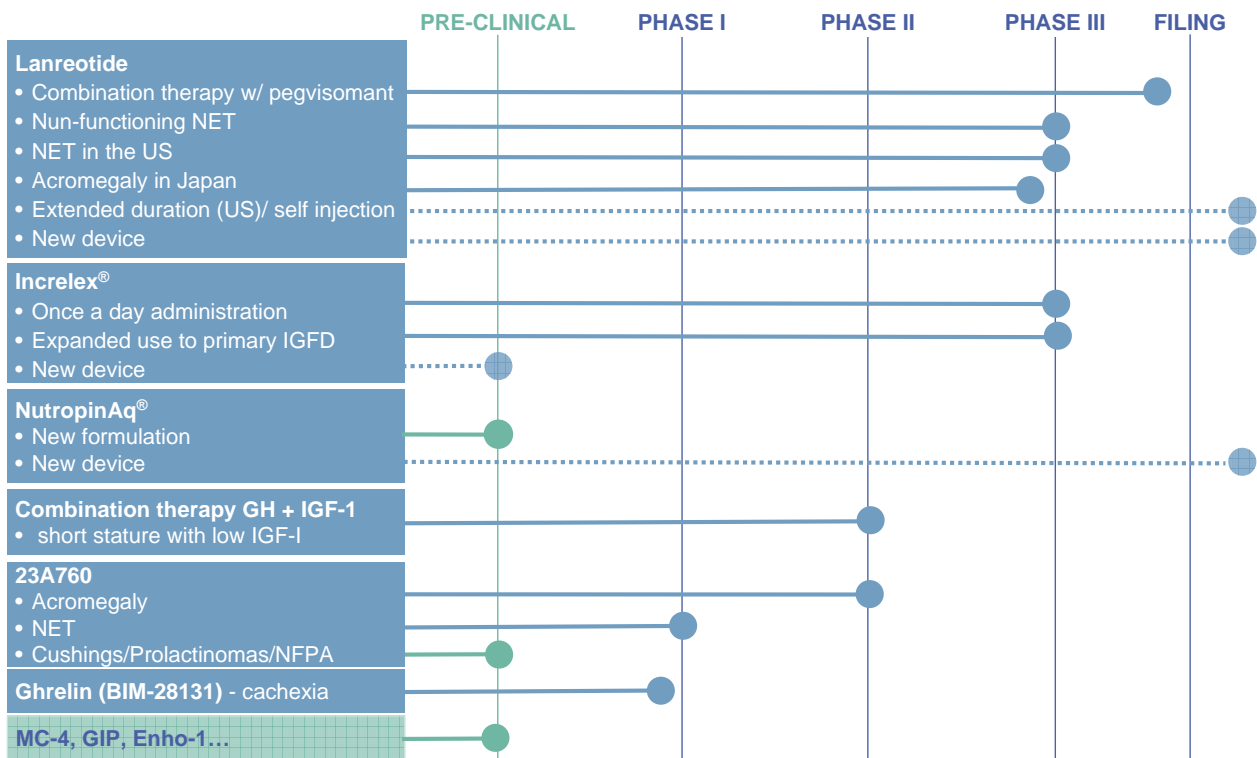 PRE-CLINICAL PHASE I PHASE II PHASE III FILING
Lanreotide
• Combination therapy w/ pegvisomant
• Nun-functioning NET
• NET in the US
• Acromegaly in Japan
• Extended duration (US)/ self injection
• New device
Increlex®
• Once a day administration
• Expanded use to primary IGFD
• New device
NutropinAq®
• New formulation
• New device
Combination therapy GH + IGF-1
• short stature with low IGF-I
23A760
• Acromegaly
• NET
• Cushings/Prolactinomas/NFPA
Ghrelin (BIM-28131) - cachexia
MC-4, GIP, Enho-1…